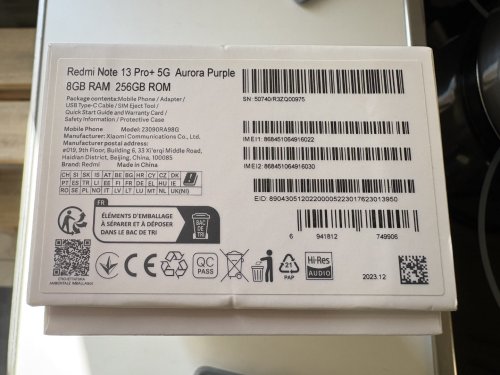 Redmi Note 13 Pro+ 5G Aurora Purple
8GB RAM 256GB ROM
Package contents:Mobile Phone / Adapter /
USB Type-C Cable / SIM Eject Tool /
Quick Start Guide and Warranty Card /
Safety Information / Protective Case
Mobile Phone Model: 23090RA98G
Manufacturer: Xiaomi Communications Co., Ltd.
Manufacturer's postal address:
#019, 9th Floor, Building 6, 33 Xi'erqi Middle Road,
Haidian District, Beijing, China, 100085
Brand: Redmi Made in China
SN: 50740/R3ZQ00975
IMEI1: 868451064916022
IMEI2: 868451064916030
EID: 89043051202200005223017623013950
CH SI SK IS AT BE BG HR CY CZ DK
PT ES TR LI EE FI FR DE EL HU IE
RO SE PL NO IT LV LT LU MT NL UK(NI)
FR
ÉLÉMENTS D'EMBALLAGE
À SÉPARER ET À DÉPOSER
DANS LE BAC DE TRI
BAC
DE
TRI
6 941812 749906
CE
QC
PASS
21
PAP
Hi-Res
AUDIO
2023.12